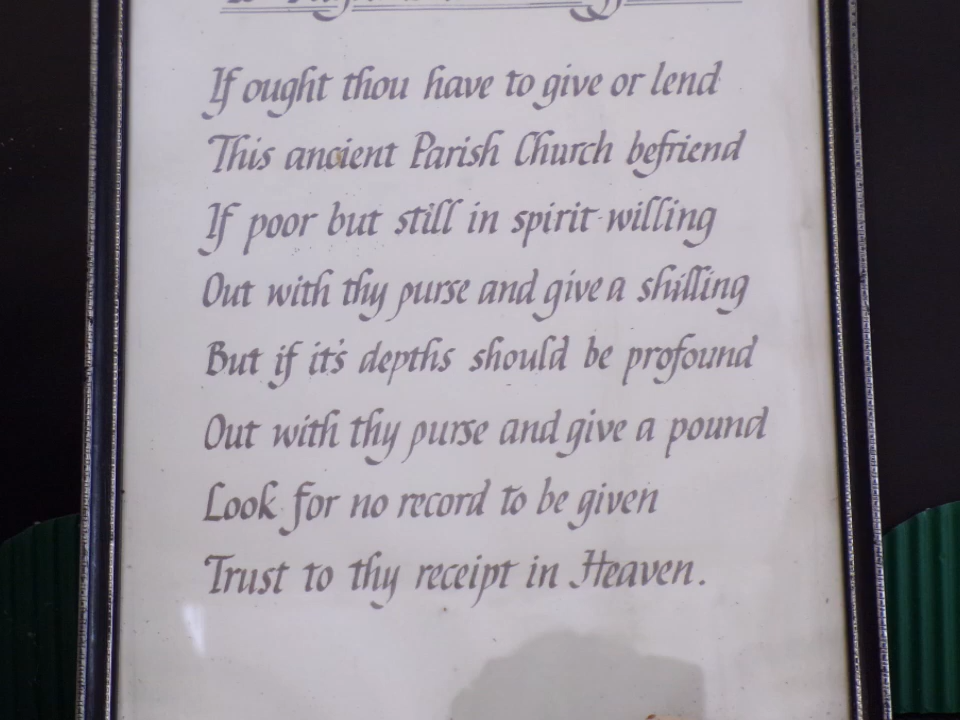 If ought thou have to give or lend
This ancient Parish Church befriend
If poor but still in spirit willing
Out with thy purse and give a shilling
But if it's depths should be profound
Out with thy purse and give a pound
Look for no record to be given
Trust to thy receipt in Heaven.